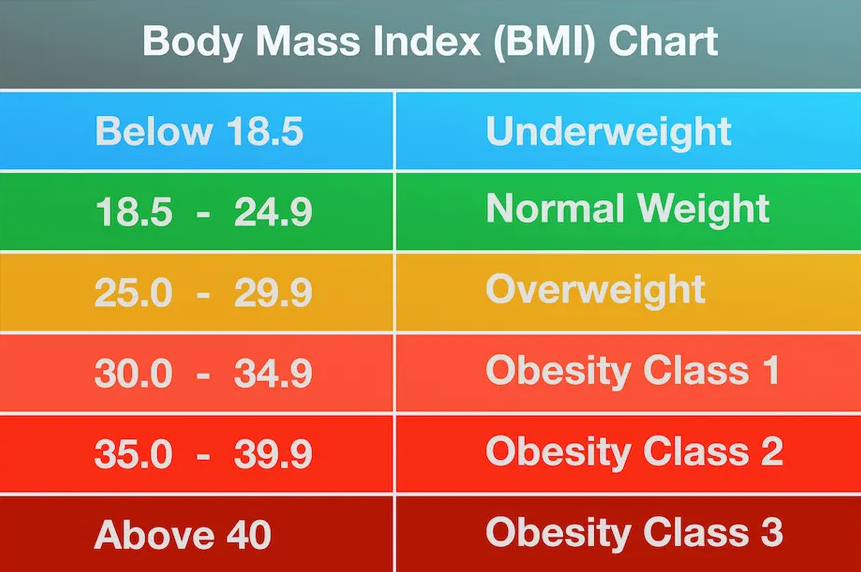 Body Mass Index (BMI) Chart
Below 18.5 Underweight
18.5 - 24.9 Normal Weight
25.0 - 29.9 Overweight
30.0 - 34.9 Obesity Class 1
35.0 - 39.9 Obesity Class 2
Above 40 Obesity Class 3